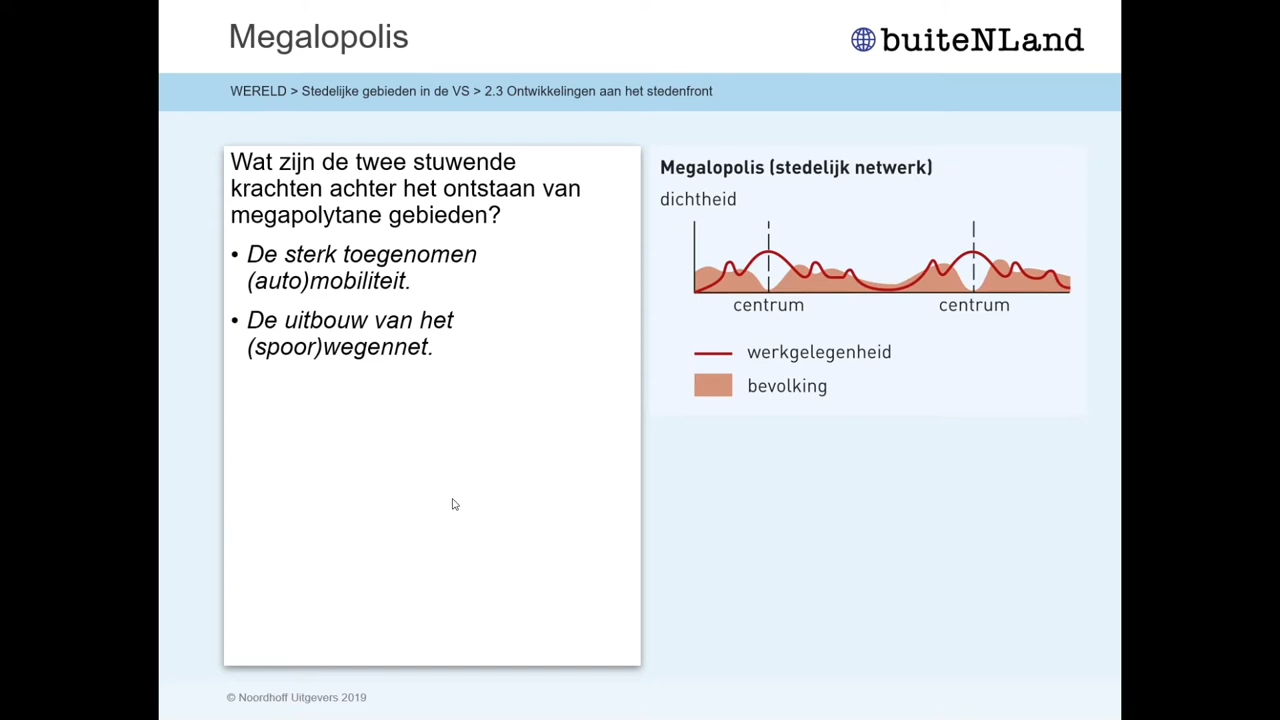 Megalopolis
buiteNLand
WERELD > Stedelijke gebieden in de VS > 2.3 Ontwikkelingen aan het stedenfront
Wat zijn de twee stuwende
krachten achter het ontstaan van
megapolytane gebieden?
• De sterk toegenomen
(auto)mobiliteit.
• De uitbouw van het
(spoor)wegennet.
Megalopolis (stedelijk netwerk)
dichtheid
centrum centrum
werkgelegenheid
bevolking
© Noordhoff Uitgevers 2019